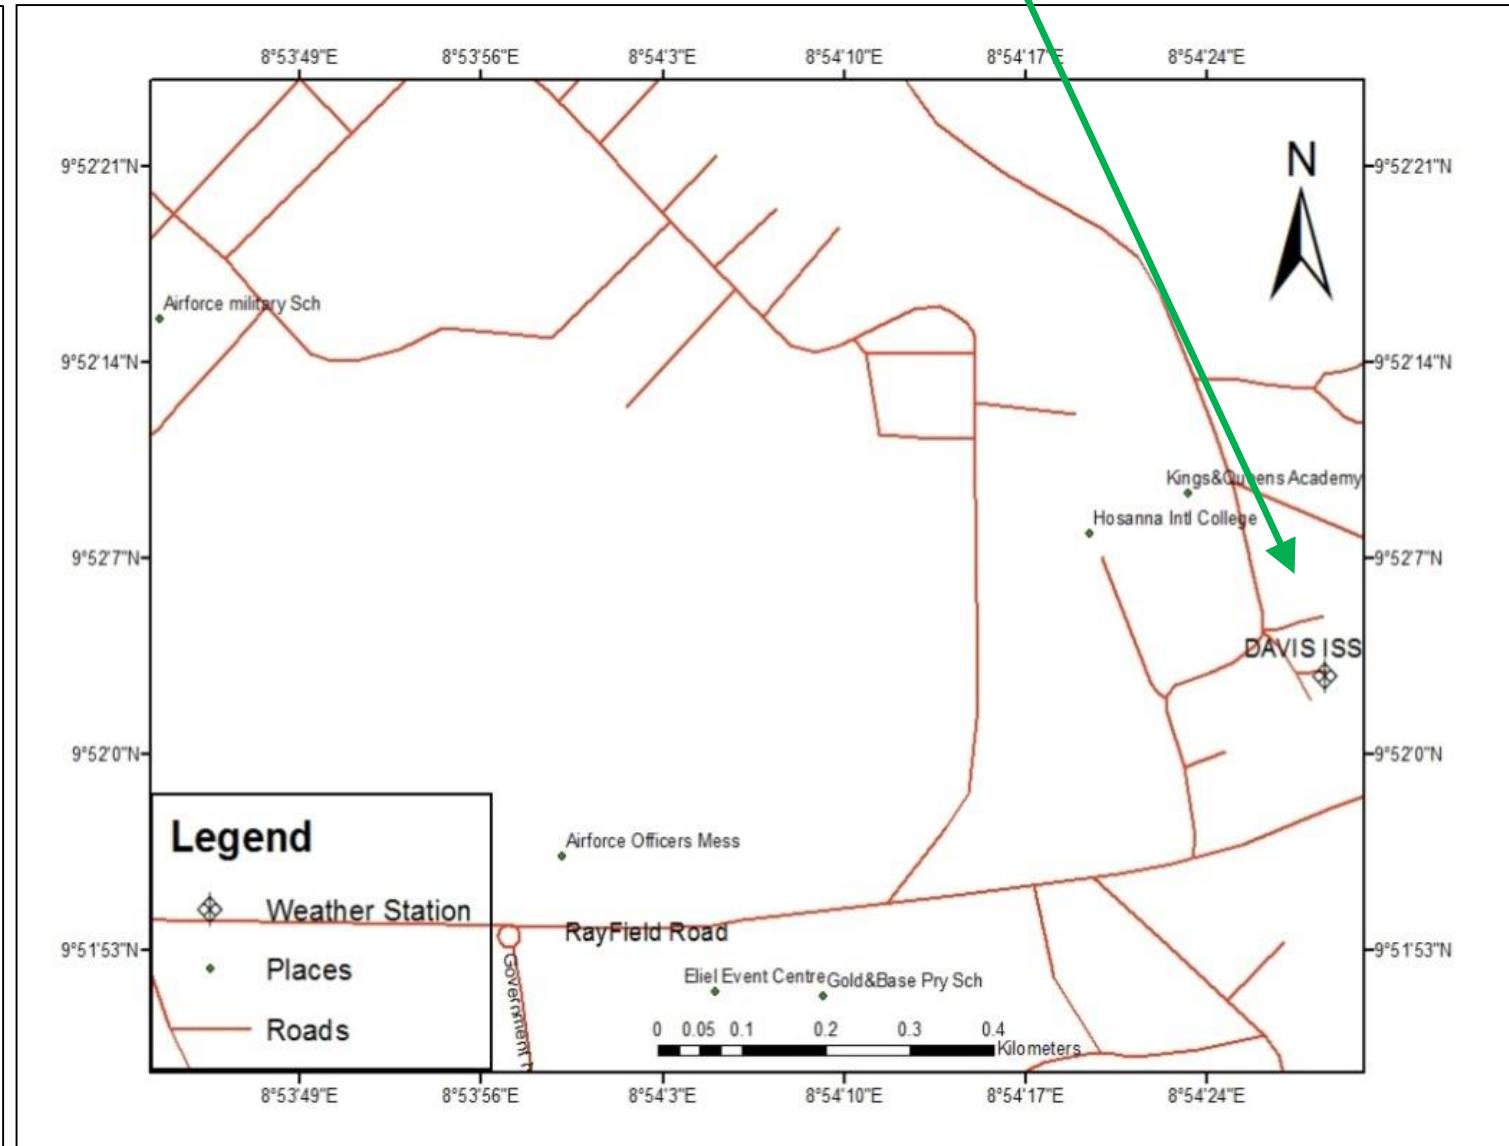 8°53'49"E 8°53'56"E 8°54'3"E 8°54'10"E 8°54'17"E 8°54'24"E
N
9°52'21"N 9°52'21"N
Airforce military Sch
9°52'14"N 9°52'14"N
Kings&Queens Academy
Hosanna Intl College
9°52'7"N 9°52'7"N
DAVIS ISS
9°52'0"N 9°52'0"N
Legend
Airforce Officers Mess
Weather Station
RayField Road
9°51'53"N 9°51'53"N
Places
Government
Eliel Event Centre
Gold&Base Pry Sch
Roads
0 0.05 0.1 0.2 0.3 0.4
Kilometers
8°53'49"E 8°53'56"E 8°54'3"E 8°54'10"E 8°54'17"E 8°54'24"E